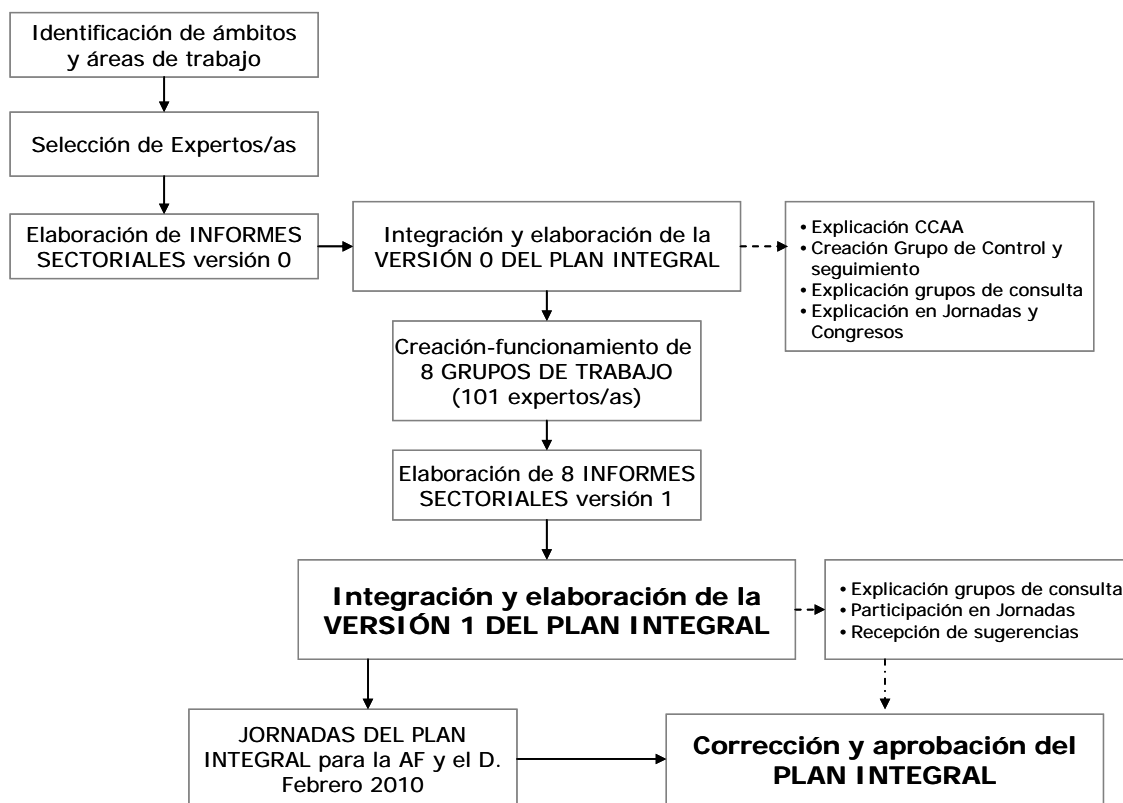 Identificación de ámbitos
y áreas de trabajo
Selección de Expertos/as
Elaboración de INFORMES
SECTORIALES versión 0
Integración y elaboración de la
VERSIÓN 0 DEL PLAN INTEGRAL
• Explicación CCAA
• Creación Grupo de Control y
seguimiento
• Explicación grupos de consulta
• Explicación en Jornadas y
Congresos
Creación-funcionamiento de
8 GRUPOS DE TRABAJO
(101 expertos/as)
Elaboración de 8 INFORMES
SECTORIALES versión 1
Integración y elaboración de la
VERSIÓN 1 DEL PLAN INTEGRAL
• Explicación grupos de consulta
• Participación en Jornadas
• Recepción de sugerencias
JORNADAS DEL PLAN
INTEGRAL para la AF y el D.
Febrero 2010
Corrección y aprobación del
PLAN INTEGRAL